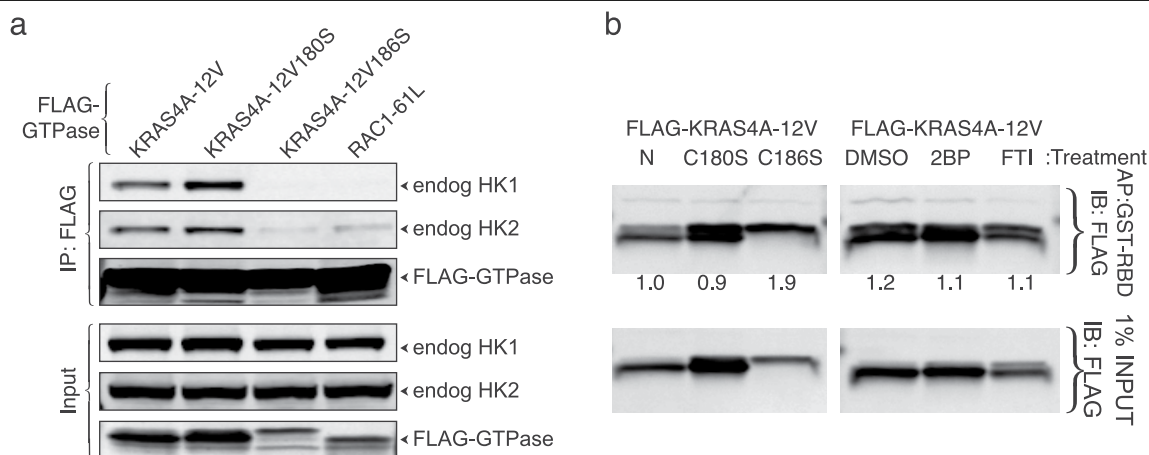 a
FLAG-
GTPase
KRAS4A-12V
KRAS4A-12V180S
KRAS4A-12V186S
RAC1-61L
IP: FLAG
endog HK1
endog HK2
FLAG-GTPase
Input
endog HK1
endog HK2
FLAG-GTPase
b
FLAG-KRAS4A-12V FLAG-KRAS4A-12V
N C180S C186S DMSO 2BP FTI :Treatment
AP:GST-RBD
IB: FLAG
1.0 0.9 1.9 1.2 1.1 1.1
1% INPUT
IB: FLAG